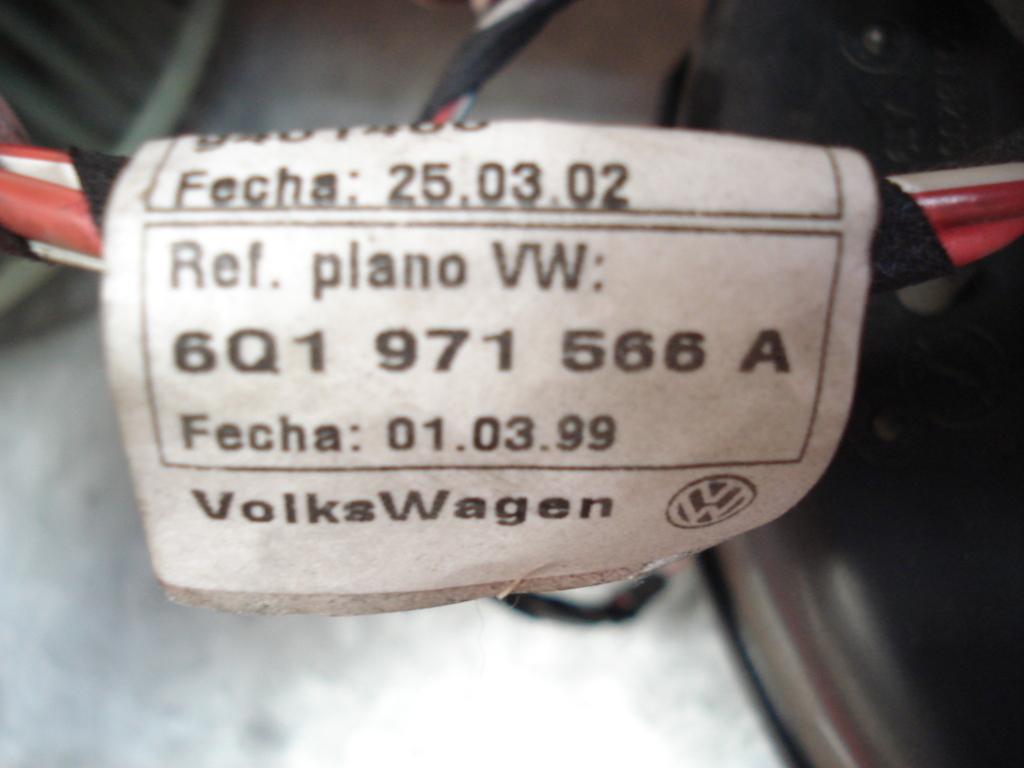 Fecha: 25.03.02
Ref. plano VW:
6Q1 971 566 A
Fecha: 01.03.99
VolksWagen